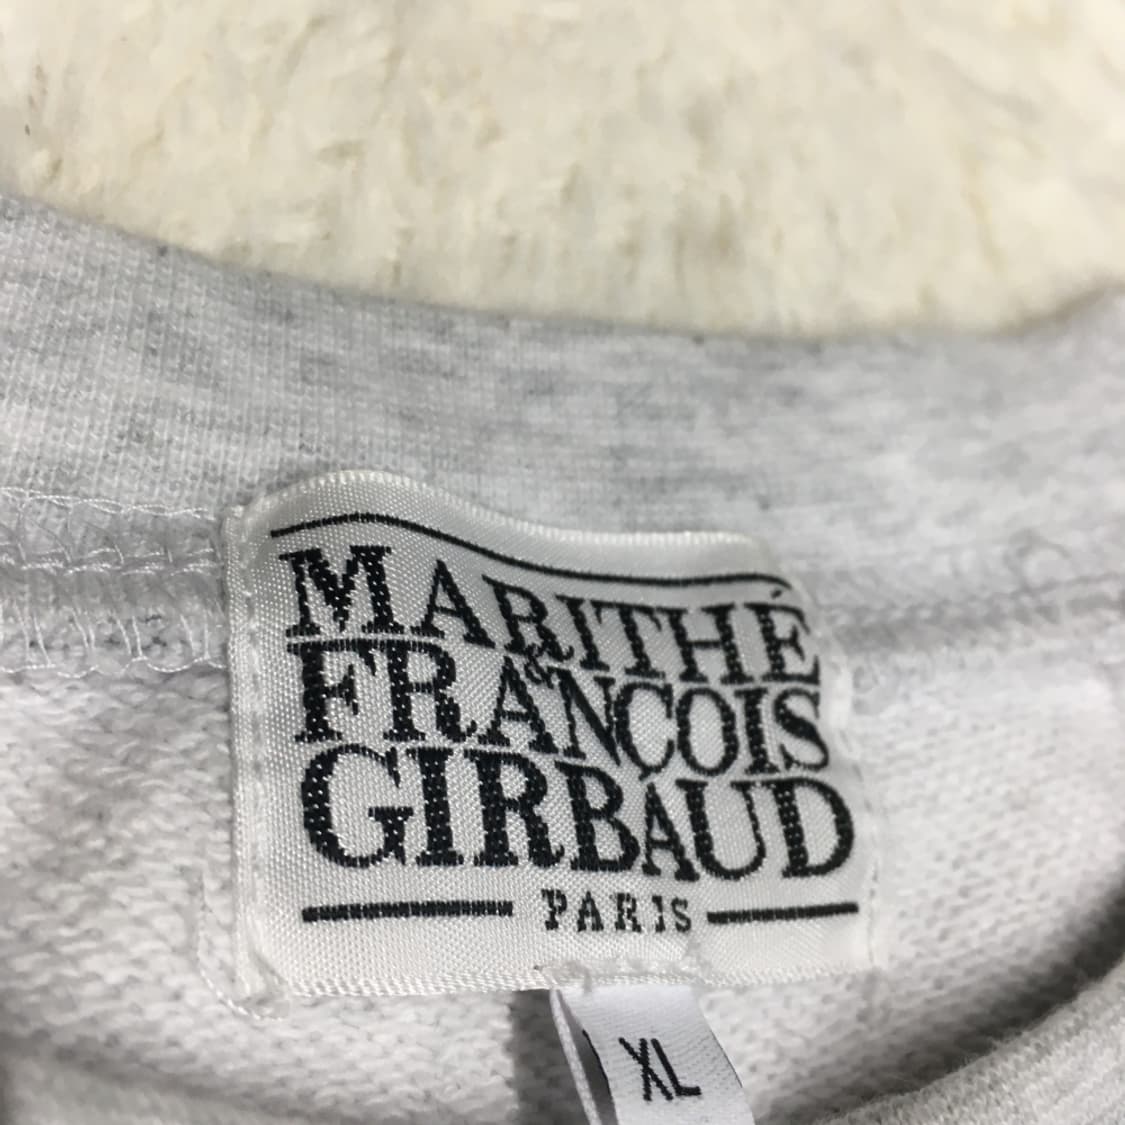 MARITHÉ
&
FRANÇOIS
GIRBAUD
PARIS
XL